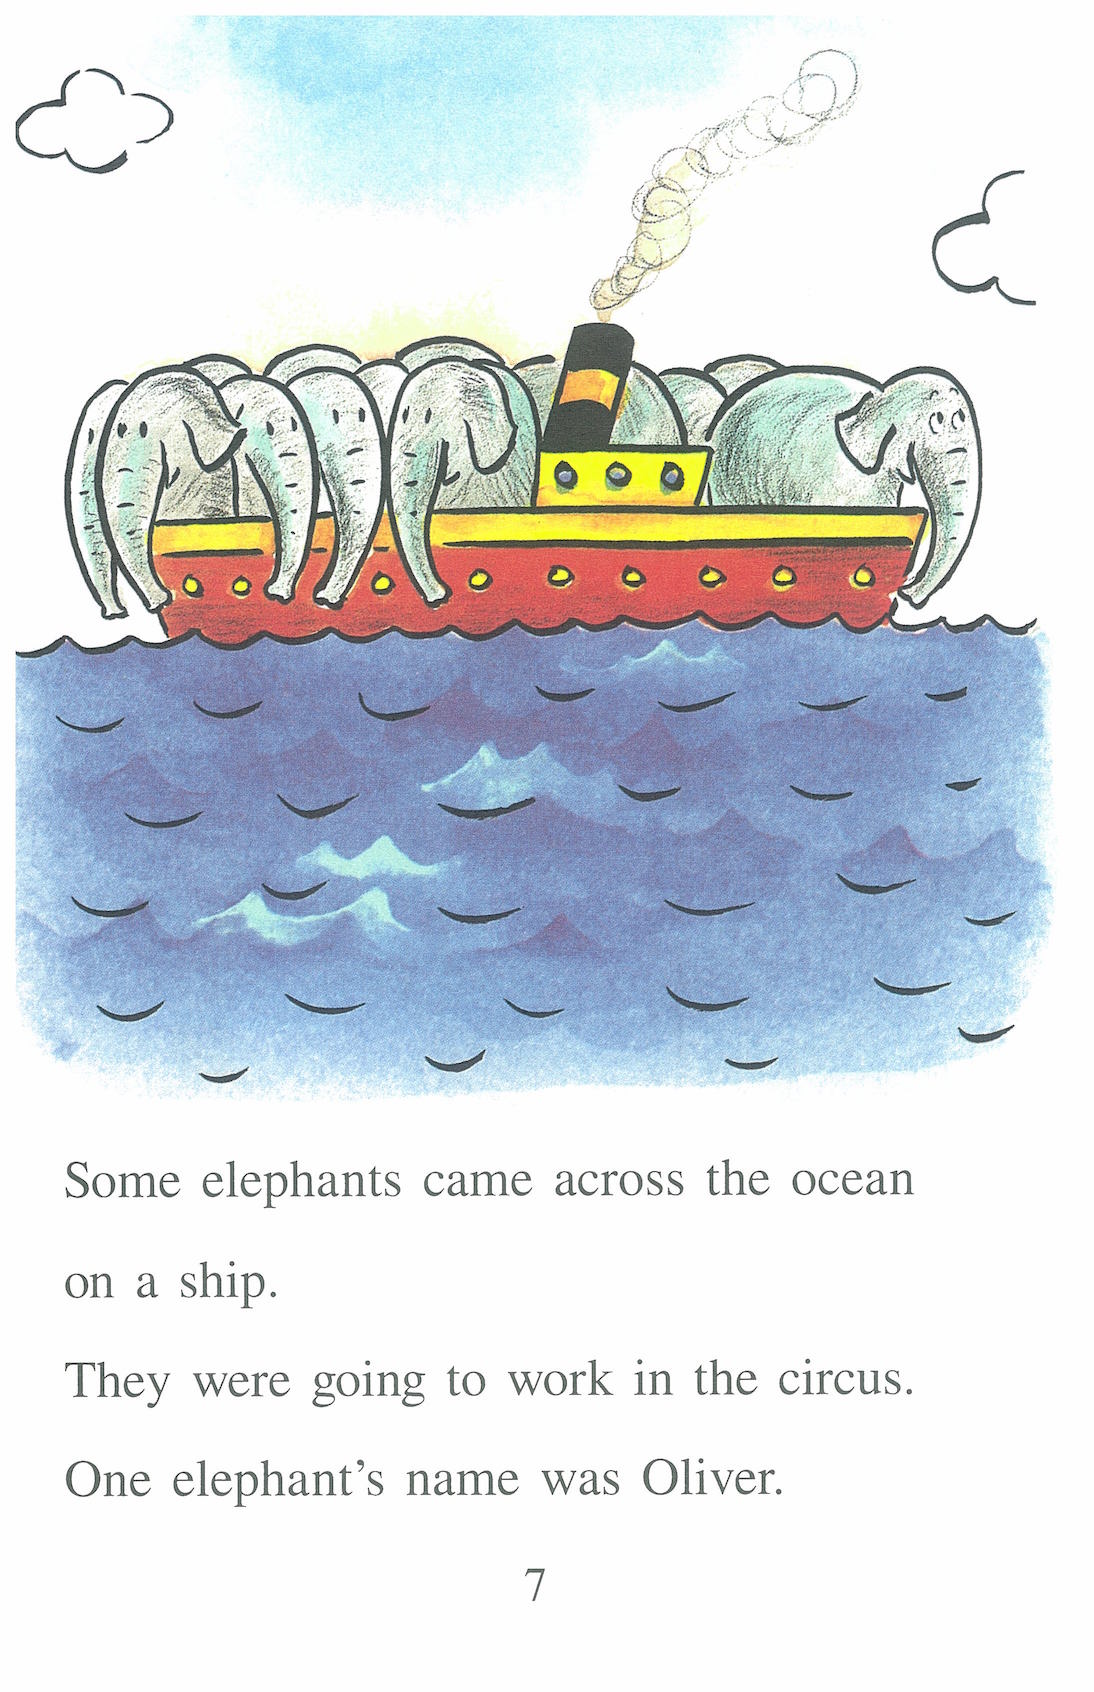 Some elephants came across the ocean
on a ship.
They were going to work in the circus.
One elephant’s name was Oliver.
7